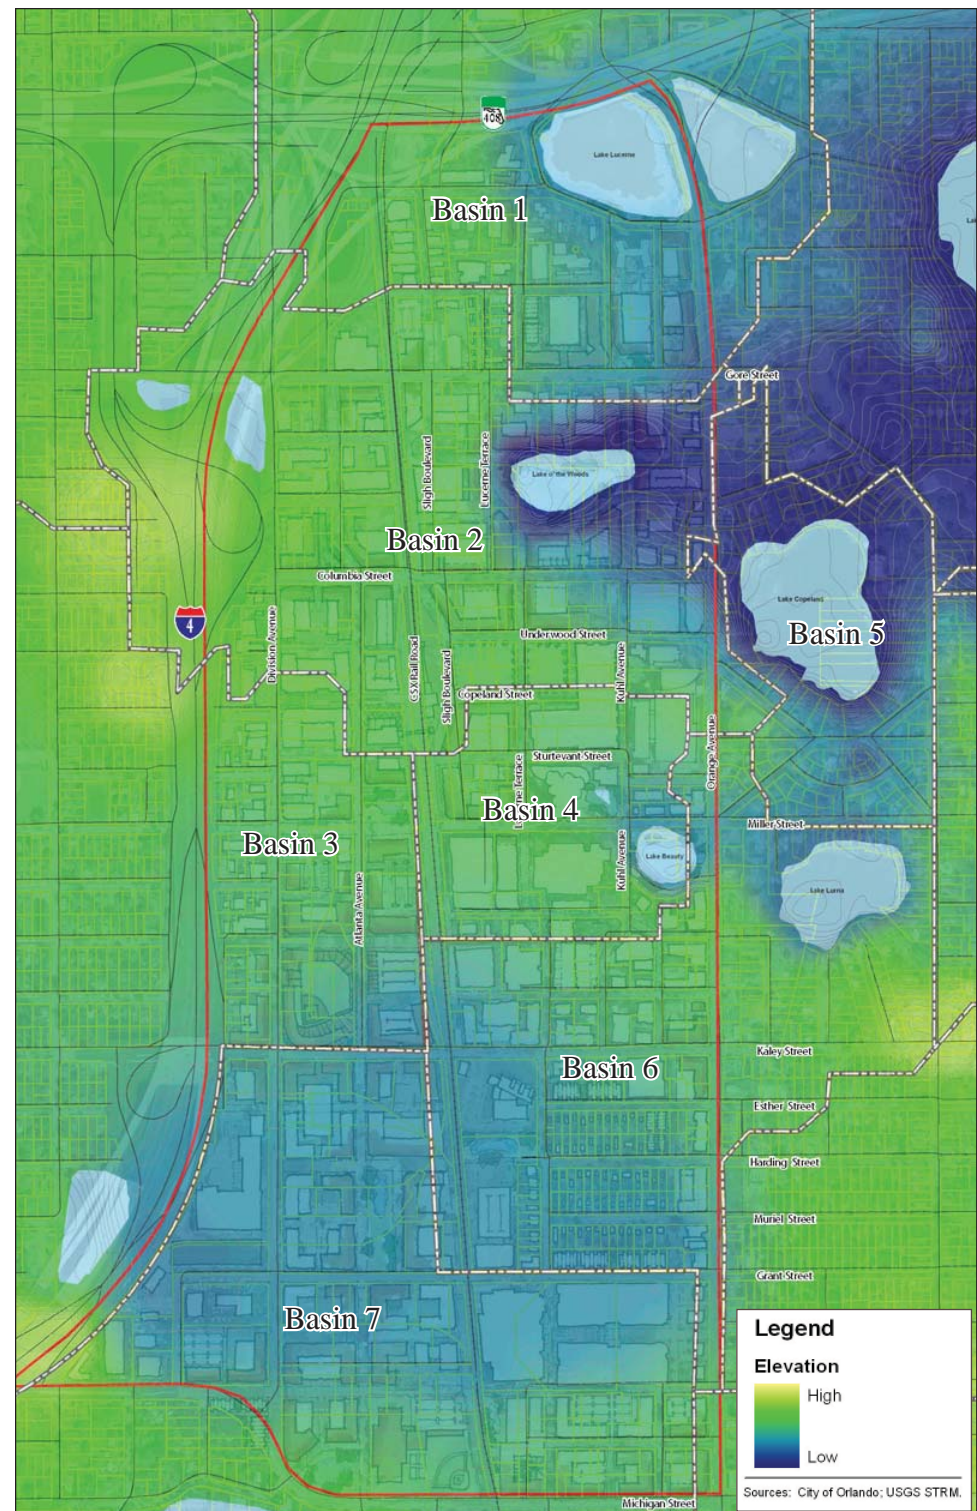 408
Lake Lucerne
La
Basin 1
Gore Street
Sligh Boulevard
Lucerne Terrace
Lake o' the Woods
Basin 2
Columbia Street
Lake Copeland
Basin 5
4
Division Avenue
Underwood Street
CSX Rail Road
Sligh Boulevard
Kuhl Avenue
Copeland Street
Orange Avenue
Sturtevant Street
Terrace
Basin 4
Miller Street
Basin 3
Kuhl Avenue
Lake Beauty
Atlanta Avenue
Lake Lurna
Kaley Street
Basin 6
Esther Street
Harding Street
Muriel Street
Grant Street
Basin 7
Legend
Elevation
High
Low
Sources: City of Orlando; USGS STRM.
Michigan Street